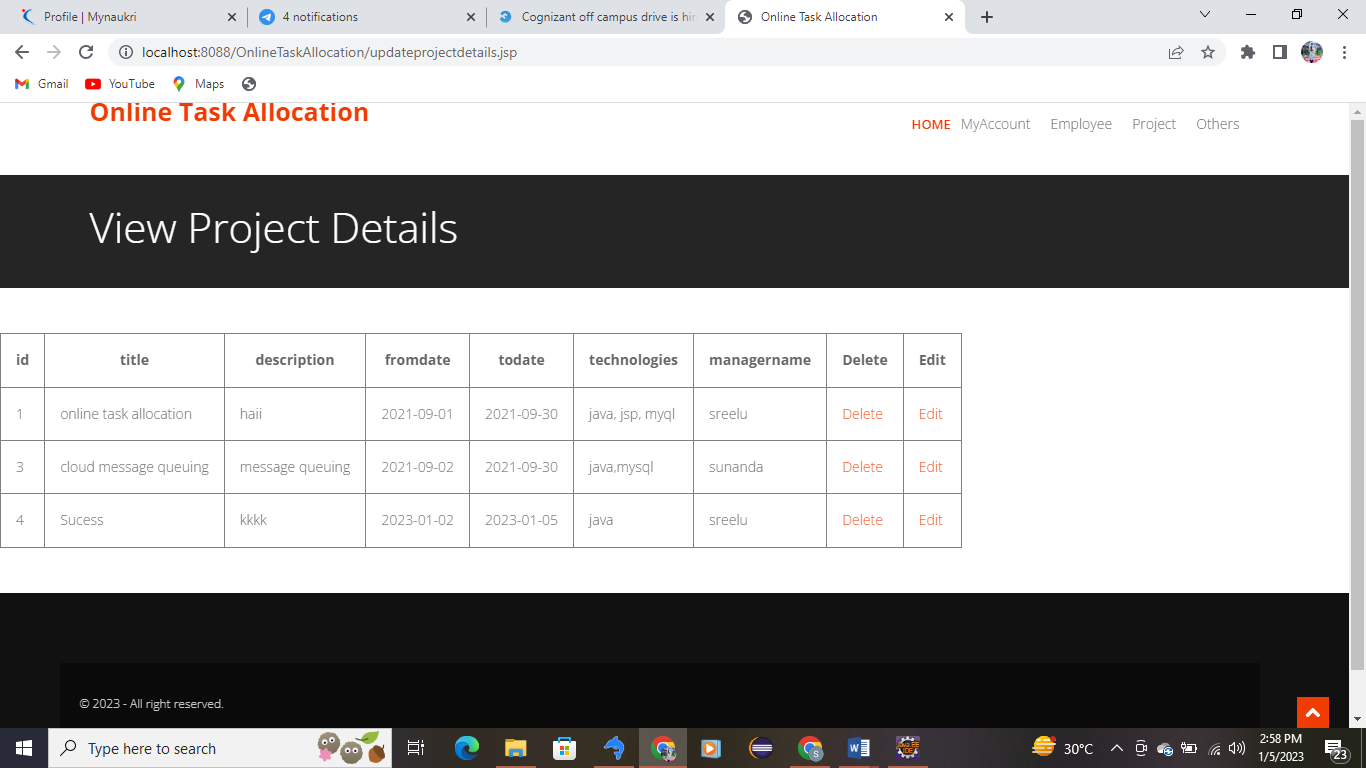 Profile | Mynaukri
4 notifications
Cognizant off campus drive is hir
Online Task Allocation
localhost:8088/OnlineTaskAllocation/updateprojectdetails.jsp
Gmail YouTube Maps
Online Task Allocation
HOME MyAccount Employee Project Others
View Project Details
id title description fromdate todate technologies managername Delete Edit
1 online task allocation haii 2021-09-01 2021-09-30 java, jsp, myql sreelu Delete Edit
3 cloud message queuing message queuing 2021-09-02 2021-09-30 java,mysql sunanda Delete Edit
4 Sucess kkkk 2023-01-02 2023-01-05 java sreelu Delete Edit
© 2023 - All right reserved.
Type here to search
30°C
2:58 PM
1/5/2023
23